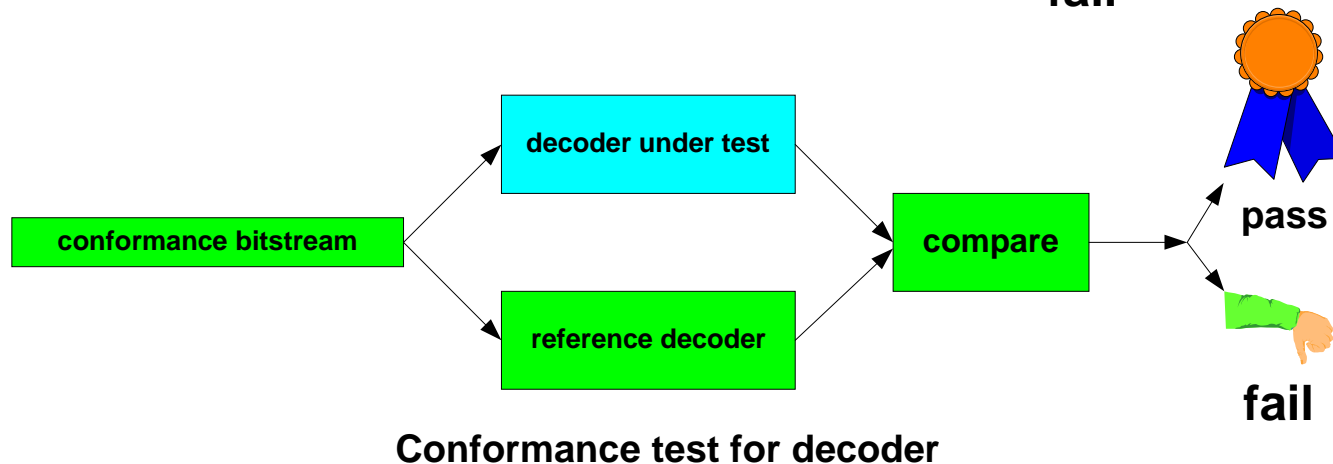 decoder under test
conformance bitstream
compare
pass
reference decoder
fail
Conformance test for decoder